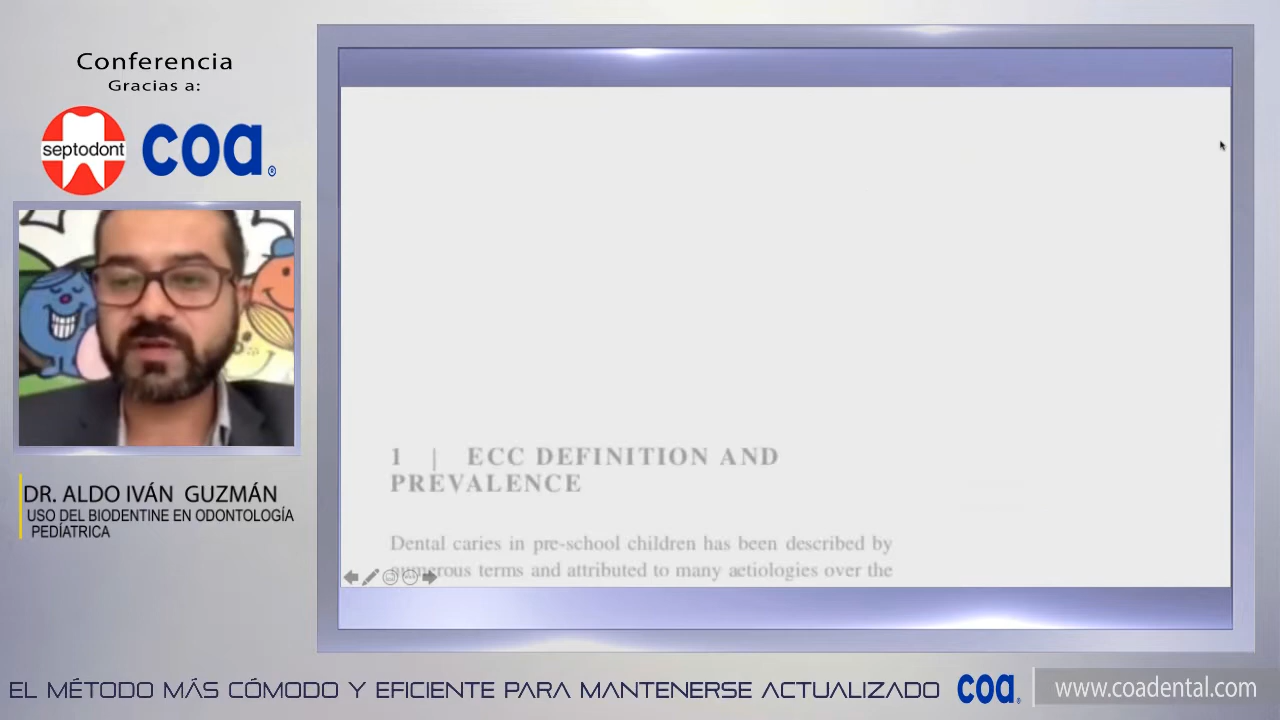 Conferencia
Gracias a:
septodont
coa®
DR. ALDO IVÁN GUZMÁN
USO DEL BIODENTINE EN ODONTOLOGÍA
PEDÍATRICA
1 | ECC DEFINITION AND
PREVALENCE
Dental caries in pre-school children has been described by
numerous terms and attributed to many aetiologies over the
EL MÉTODO MÁS CÓMODO Y EFICIENTE PARA MANTENERSE ACTUALIZADO
coa®
www.coadental.com